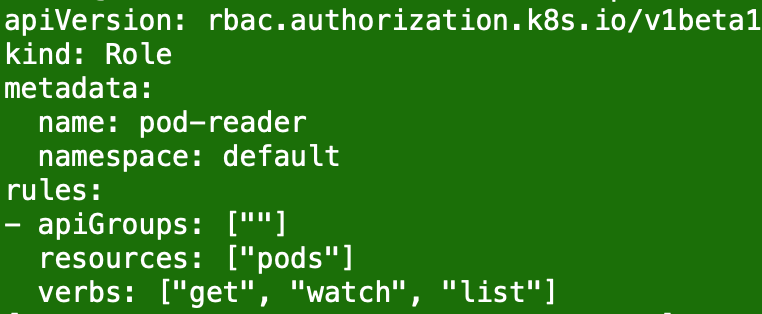 apiVersion: rbac.authorization.k8s.io/v1beta1
kind: Role
metadata:
  name: pod-reader
  namespace: default
rules:
- apiGroups: [""]
  resources: ["pods"]
  verbs: ["get", "watch", "list"]